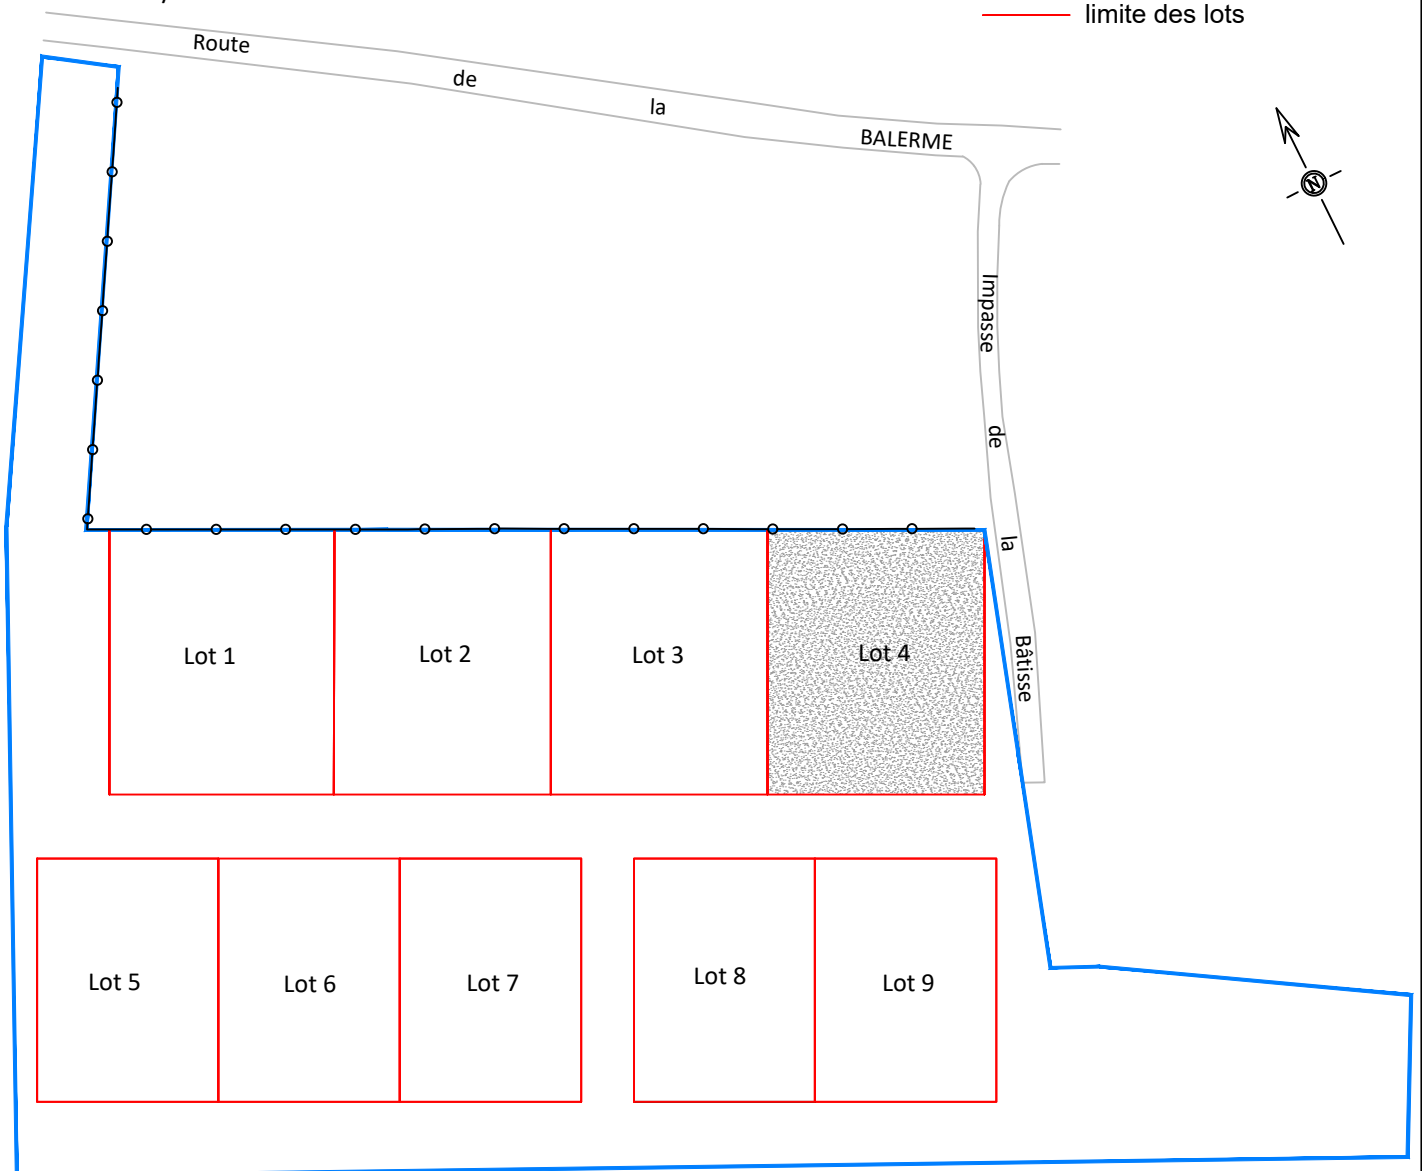 limite des lots
Route
de
la
BALERME
N
Impasse
de
la
Bâtisse
Lot 1
Lot 2
Lot 3
Lot 4
Lot 5
Lot 6
Lot 7
Lot 8
Lot 9